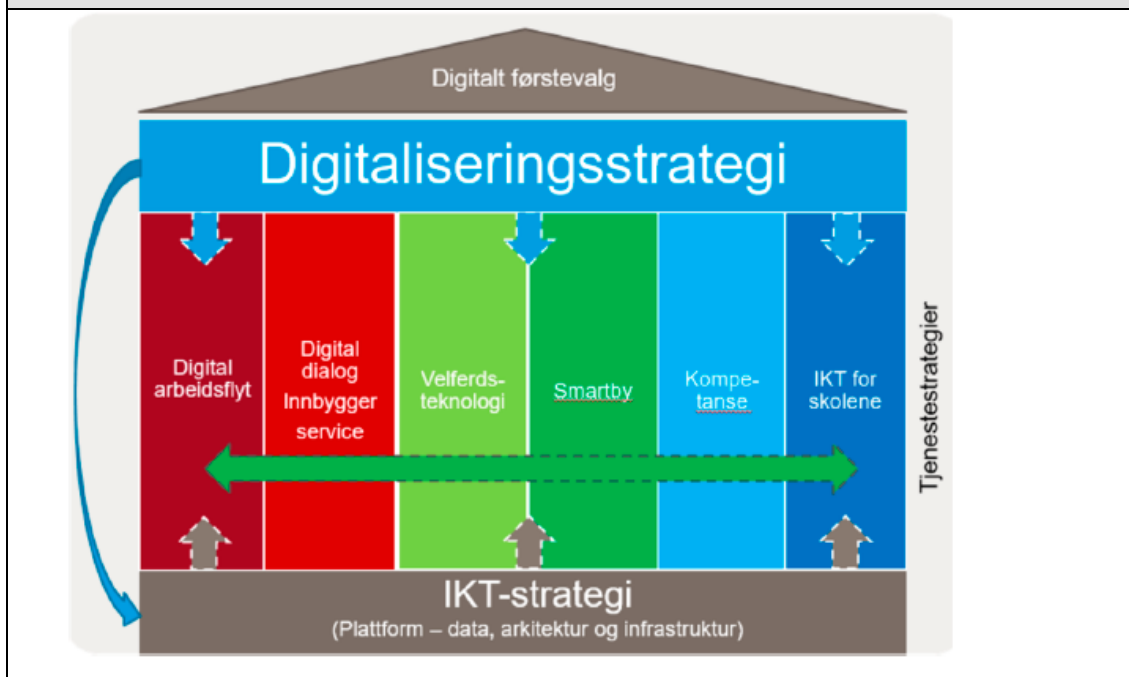 Digitalt førstevalg
Digitaliseringsstrategi
Digital
arbeidsflyt
Digital
dialog
Innbygger
service
Velferds-
teknologi
Smartby
Kompe-
tanse
IKT for
skolene
Tjenestestrategier
IKT-strategi
(Plattform – data, arkitektur og infrastruktur)